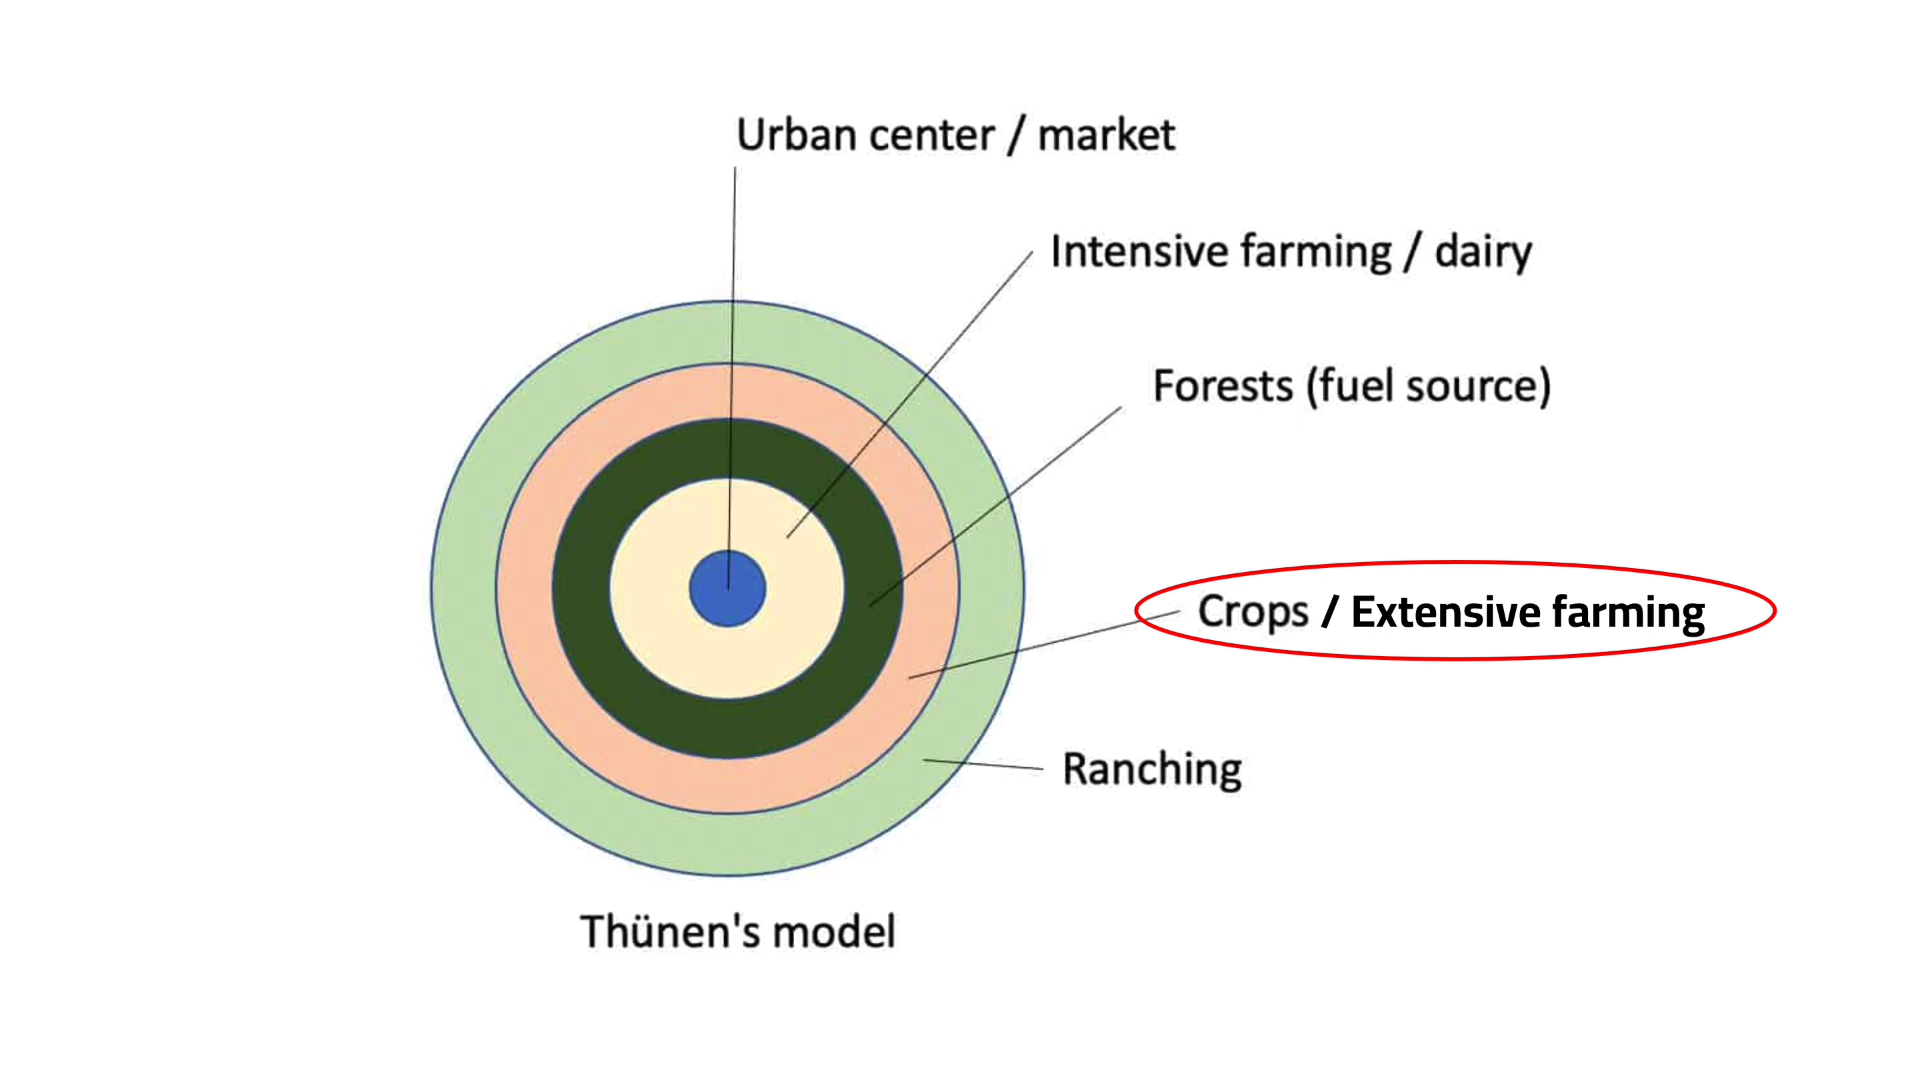 Urban center / market
Intensive farming / dairy
Forests (fuel source)
Crops / Extensive farming
Ranching
Thünen's model